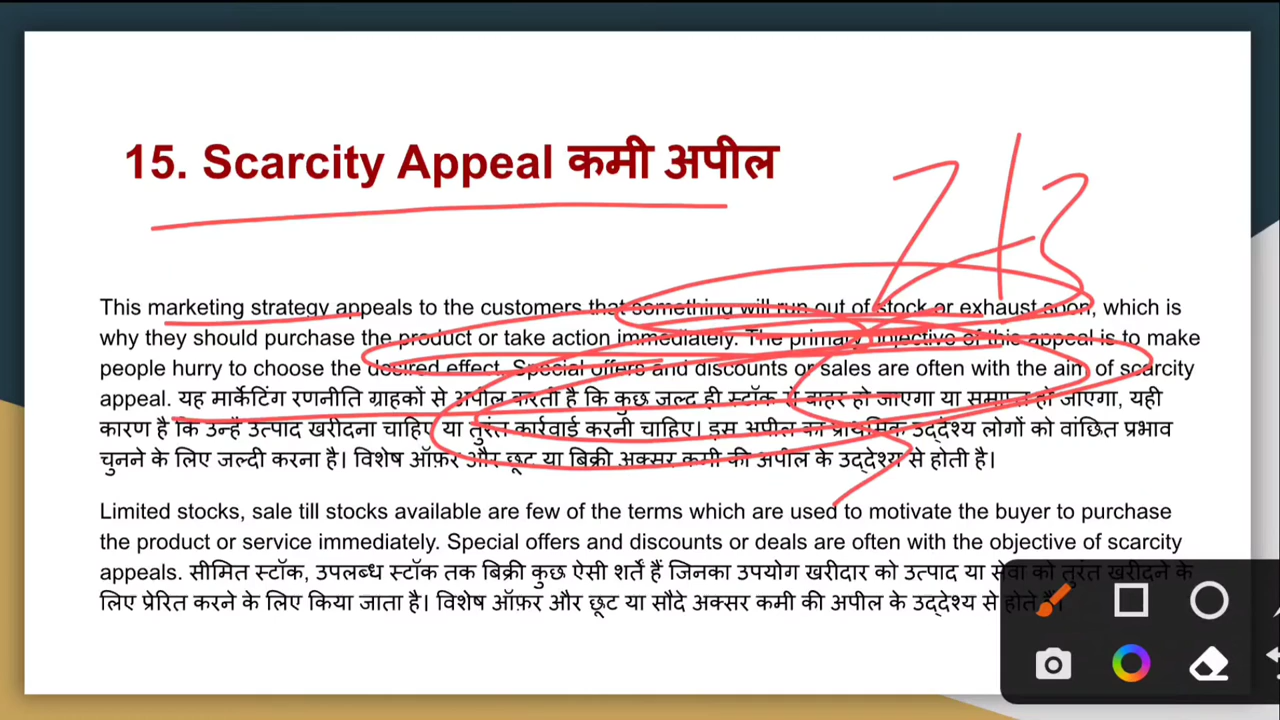 15. Scarcity Appeal कमी अपील
This marketing strategy appeals to the customers that something will run out of stock or exhaust soon, which is
why they should purchase the product or take action immediately. The primary objective of this appeal is to make
people hurry to choose the desired effect. Special offers and discounts or sales are often with the aim of scarcity
appeal. यह मार्केटिंग रणनीति ग्राहकों से अपील करती है कि कुछ जल्द ही स्टॉक से बाहर हो जाएगा या समाप्त हो जाएगा, यही
कारण है कि उन्हें उत्पाद खरीदना चाहिए या तुरंत कार्रवाई करनी चाहिए। इस अपील का प्राथमिक उद्देश्य लोगों को वांछित प्रभाव
चुनने के लिए जल्दी करना है। विशेष ऑफ़र और छूट या बिक्री अक्सर कमी की अपील के उद्देश्य से होती है।
Limited stocks, sale till stocks available are few of the terms which are used to motivate the buyer to purchase
the product or service immediately. Special offers and discounts or deals are often with the objective of scarcity
appeals. सीमित स्टॉक, उपलब्ध स्टॉक तक बिक्री कुछ ऐसी शर्तें हैं जिनका उपयोग खरीदार को उत्पाद या सेवा को तुरंत खरीदने के
लिए प्रेरित करने के लिए किया जाता है। विशेष ऑफ़र और छूट या सौदे अक्सर कमी की अपील के उद्देश्य से होते हैं।